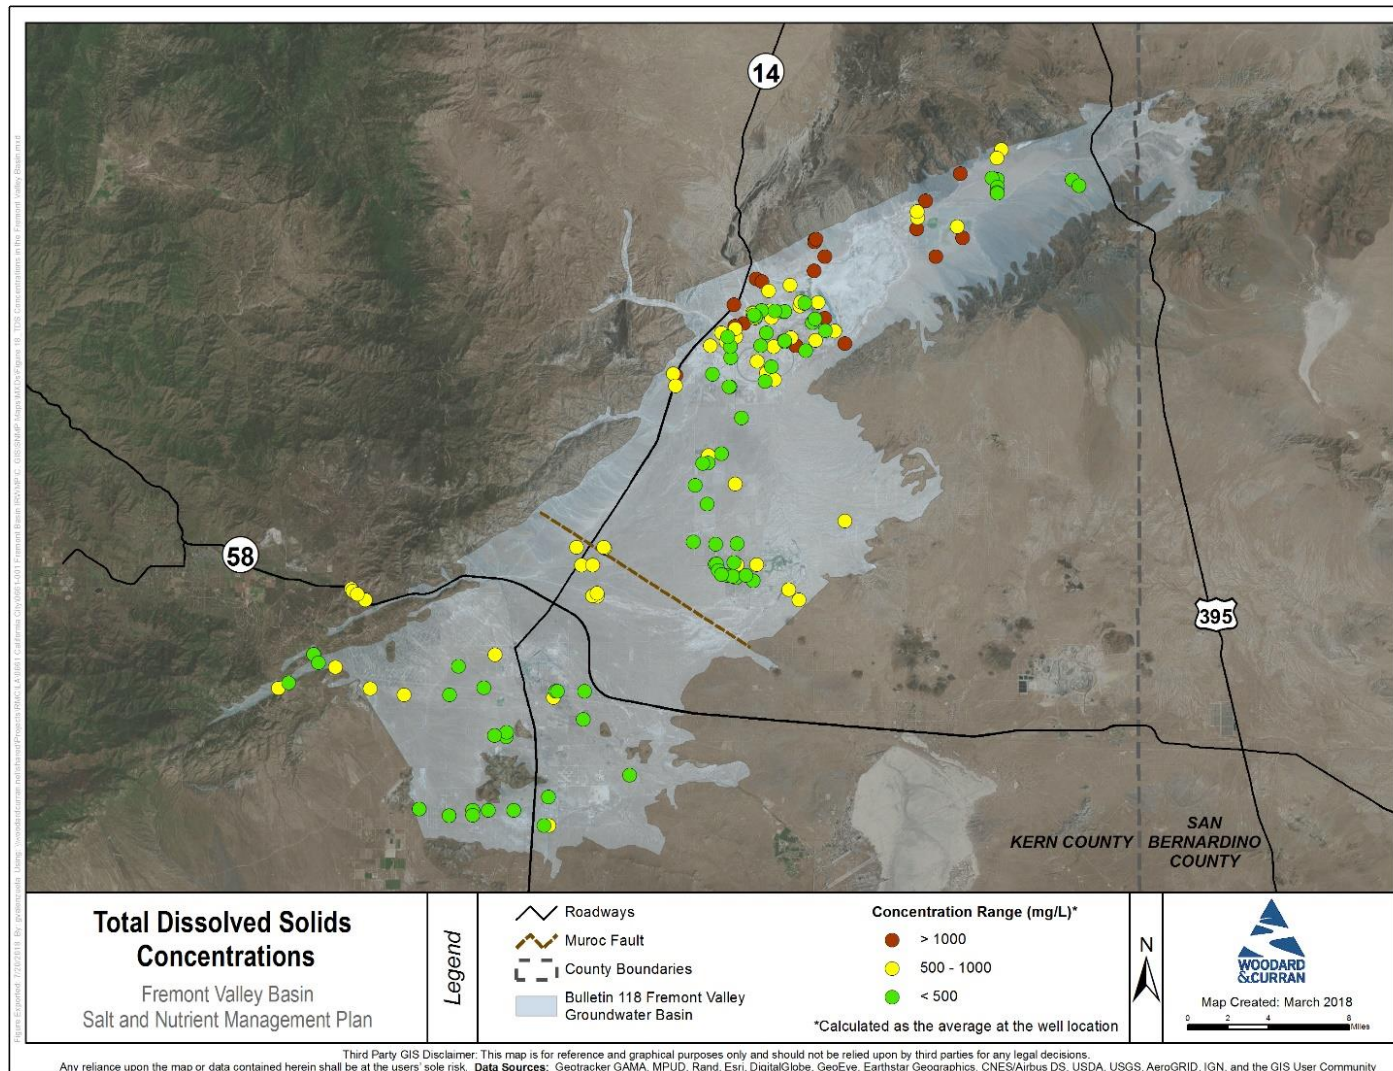 14
58
395
KERN COUNTY
SAN
BERNARDINO
COUNTY
Total Dissolved Solids
Concentrations
Fremont Valley Basin
Salt and Nutrient Management Plan
Legend
Roadways
Muroc Fault
County Boundaries
Bulletin 118 Fremont Valley
Groundwater Basin
Concentration Range (mg/L)*
> 1000
500 - 1000
< 500
*Calculated as the average at the well location
N
WOODARD
&CURRAN
Map Created: March 2018
0 2 4 8
Miles
Third Party GIS Disclaimer: This map is for reference and graphical purposes only and should not be relied upon by third parties for any legal decisions.
Any reliance upon the map or data contained herein shall be at the users' sole risk. Data Sources: Geotracker GAMA, MPUD, Rand, Esri, DigitalGlobe, GeoEye, Earthstar Geographics, CNES/Airbus DS, USDA, USGS, AeroGRID, IGN, and the GIS User Community